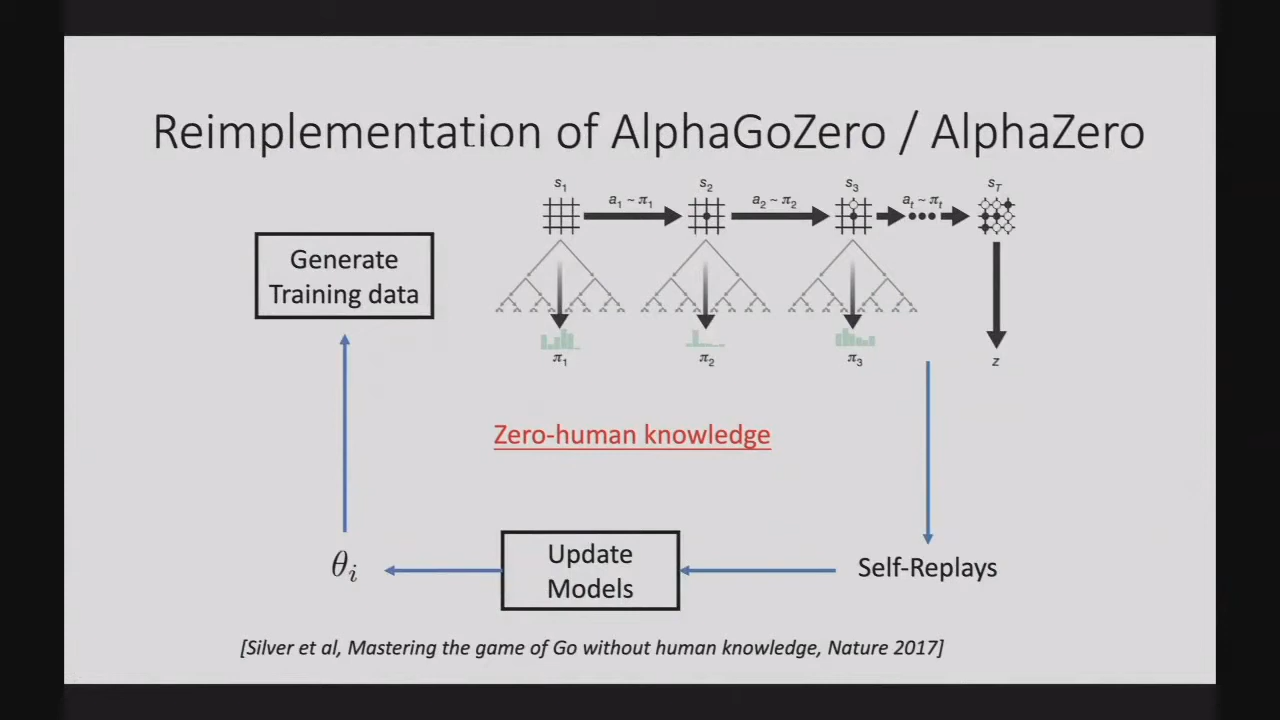 Reimplementation of AlphaGoZero / AlphaZero
s1 a1 ~ π1 s2 a2 ~ π2 s3 at ~ πt sT
Generate
Training data
π1 π2 π3 z
Zero-human knowledge
θi
Update
Models
Self-Replays
[Silver et al, Mastering the game of Go without human knowledge, Nature 2017]